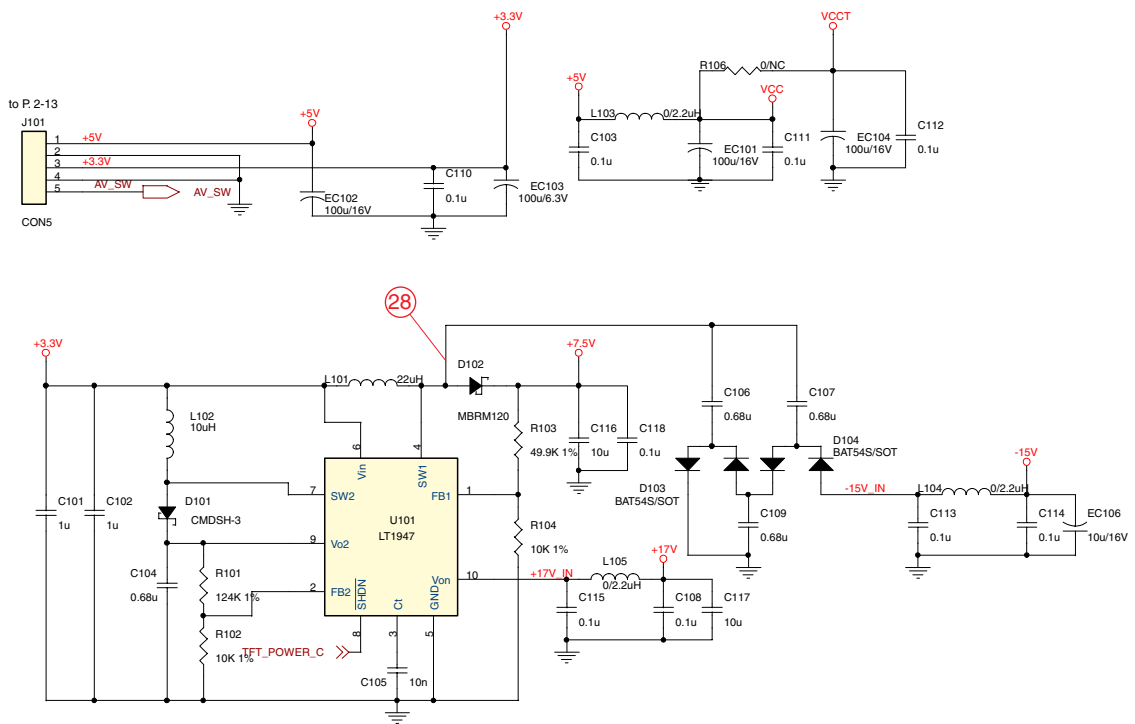 +3.3V
VCCT
R106 0/NC
+5V
VCC
L103 0/2.2uH
C103
0.1u
EC101
100u/16V
C111
0.1u
EC104
100u/16V
C112
0.1u
to P. 2-13
J101
1 +5V
2
3 +3.3V
4
5 AV_SW
AV_SW
CON5
+5V
EC102
100u/16V
C110
0.1u
EC103
100u/6.3V
28
+3.3V
L101 22uH
D102
MBRM120
+7.5V
L102
10uH
R103
49.9K 1%
C116
10u
C118
0.1u
C106
0.68u
C107
0.68u
D103
BAT54S/SOT
D104
BAT54S/SOT
-15V_IN
L104 0/2.2uH
-15V
C101
1u
C102
1u
D101
CMDSH-3
6
Vin
4
SW1
7 SW2
FB1 1
U101
LT1947
9 Vo2
Von 10
2 FB2
SHDN
8
Ct
3
GND
5
R104
10K 1%
C109
0.68u
C113
0.1u
C114
0.1u
EC106
10u/16V
C104
0.68u
R101
124K 1%
R102
10K 1%
TFT_POWER_C
C105 10n
+17V_IN
L105
0/2.2uH
+17V
C115
0.1u
C108
0.1u
C117
10u